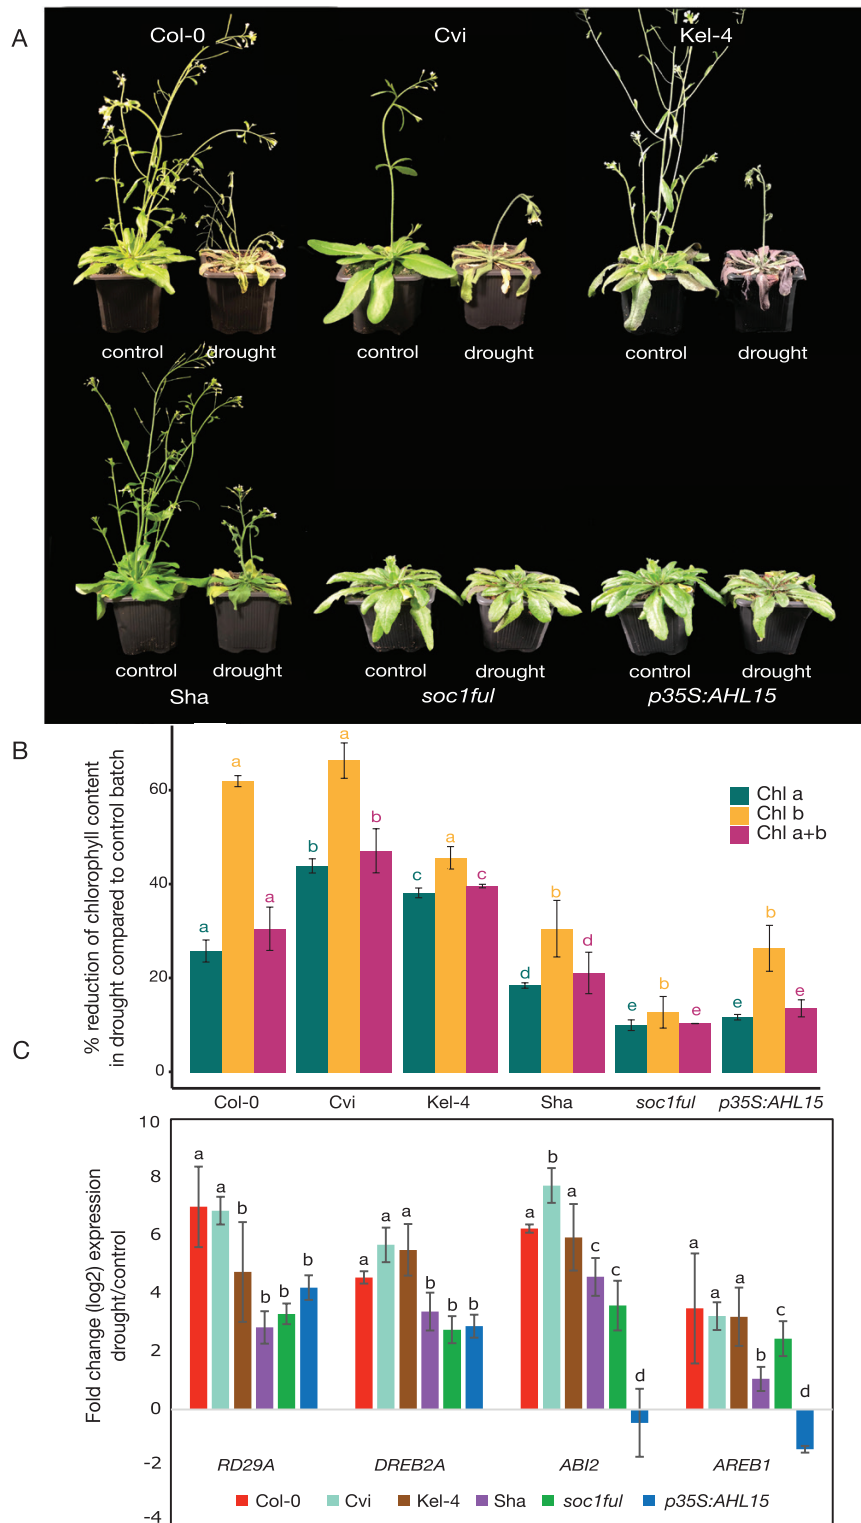 A
Col-0 Cvi Kel-4
control drought control drought control drought
control drought control drought control drought
Sha soc1ful p35S:AHL15
B
% reduction of chlorophyll content
in drought compared to control batch
60
40
20
0
a a a
b a b
c a c
d b d
e b e
e b e
Chl a
Chl b
Chl a+b
Col-0 Cvi Kel-4 Sha soc1ful p35S:AHL15
C
Fold change (log2) expression
drought/control
10
8
6
4
2
0
-2
-4
a a b b b b
a a a b b b
a b a c c d
a a a b c d
RD29A DREB2A ABI2 AREB1
Col-0 Cvi Kel-4 Sha soc1ful p35S:AHL15